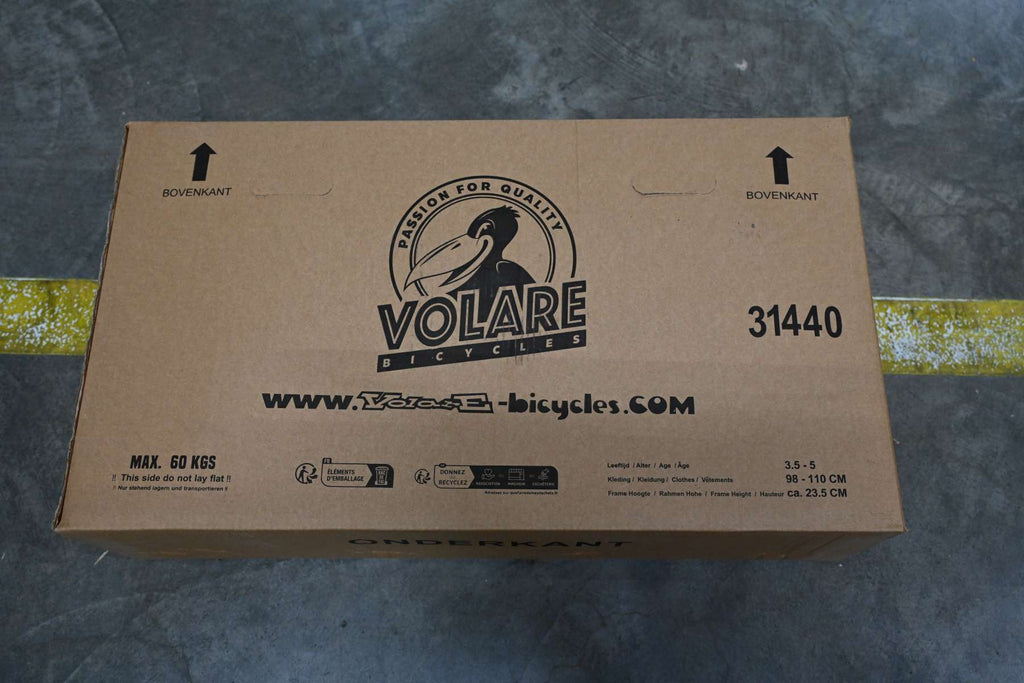 BOVENKANT
BOVENKANT
PASSION FOR QUALITY
VOLARE
BICYCLES
31440
www.VolarE-bicycles.COM
MAX. 60 KGS
!! This side do not lay flat !!
!! Nur stehend lagern und transportieren !!
FR
ÉLÉMENTS
D'EMBALLAGE
DONNEZ
RECYCLEZ
Leeftijd / Alter / Age / Âge 3.5 - 5
Kleding / Kleidung / Clothes / Vêtements 98 - 110 CM
Frame Hoogte / Rahmen Hohe / Frame Height / Hauteur ca. 23.5 CM
ONDERKANT